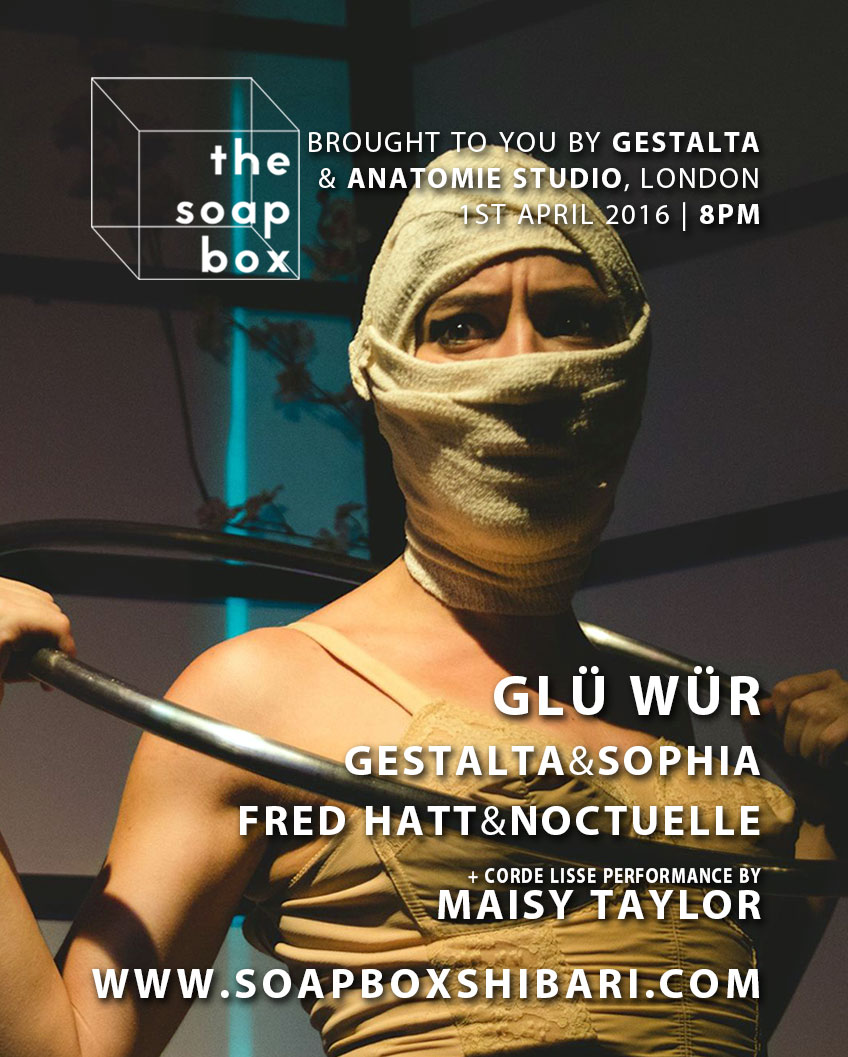 the
soap
box
BROUGHT TO YOU BY GESTALTA
& ANATOMIE STUDIO, LONDON
1ST APRIL 2016 | 8PM
GLÜ WÜR
GESTALTA&SOPHIA
FRED HATT&NOCTUELLE
+ CORDE LISSE PERFORMANCE BY
MAISY TAYLOR
WWW.SOAPBOXSHIBARI.COM